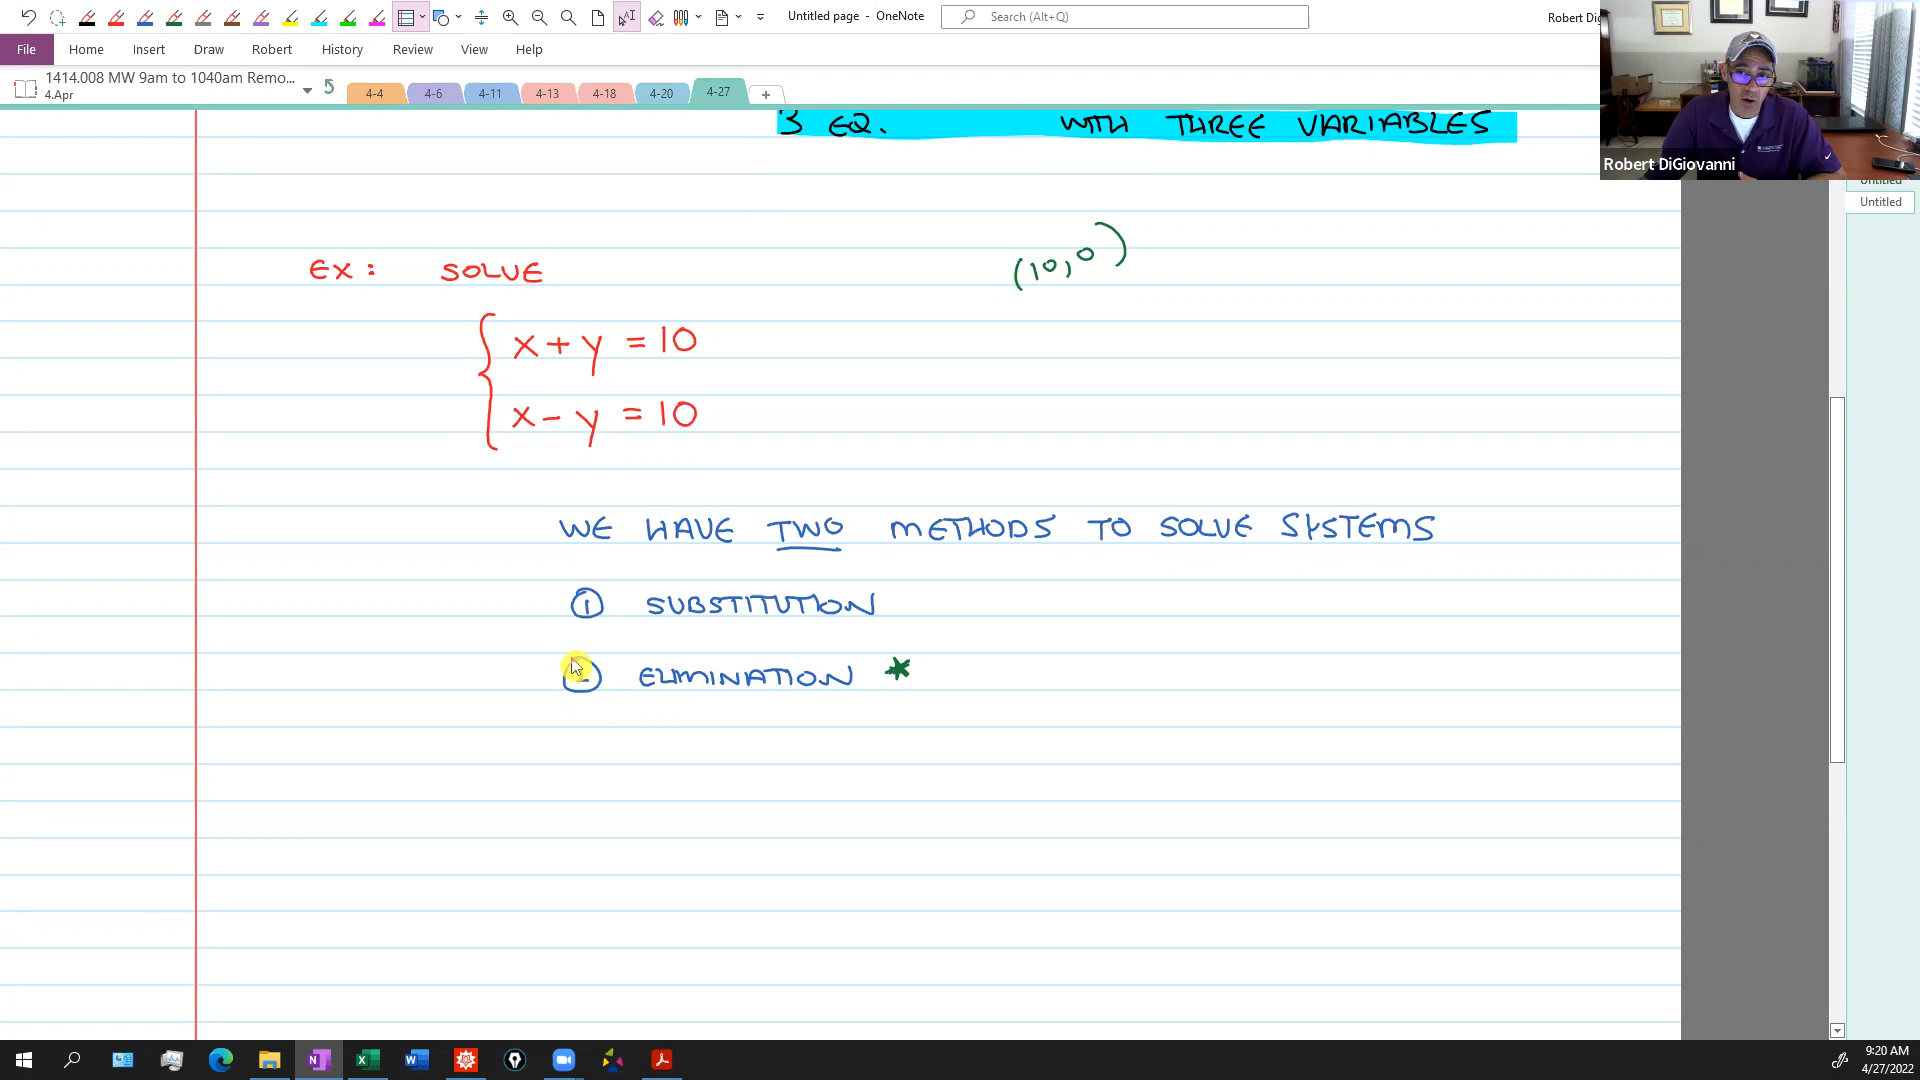 Untitled page - OneNote
Search (Alt+Q)
Robert Di
File Home Insert Draw Robert History Review View Help
1414.008 MW 9am to 1040am Remo...
4.Apr
4-4 4-6 4-11 4-13 4-18 4-20 4-27
Robert DiGiovanni
Untitled
Untitled
3 EQ. WITH THREE VARIABLES
(10,0)
EX: SOLVE
x + y = 10
x - y = 10
WE HAVE TWO METHODS TO SOLVE SYSTEMS
① SUBSTITUTION
② ELIMINATION ★
9:20 AM
4/27/2022